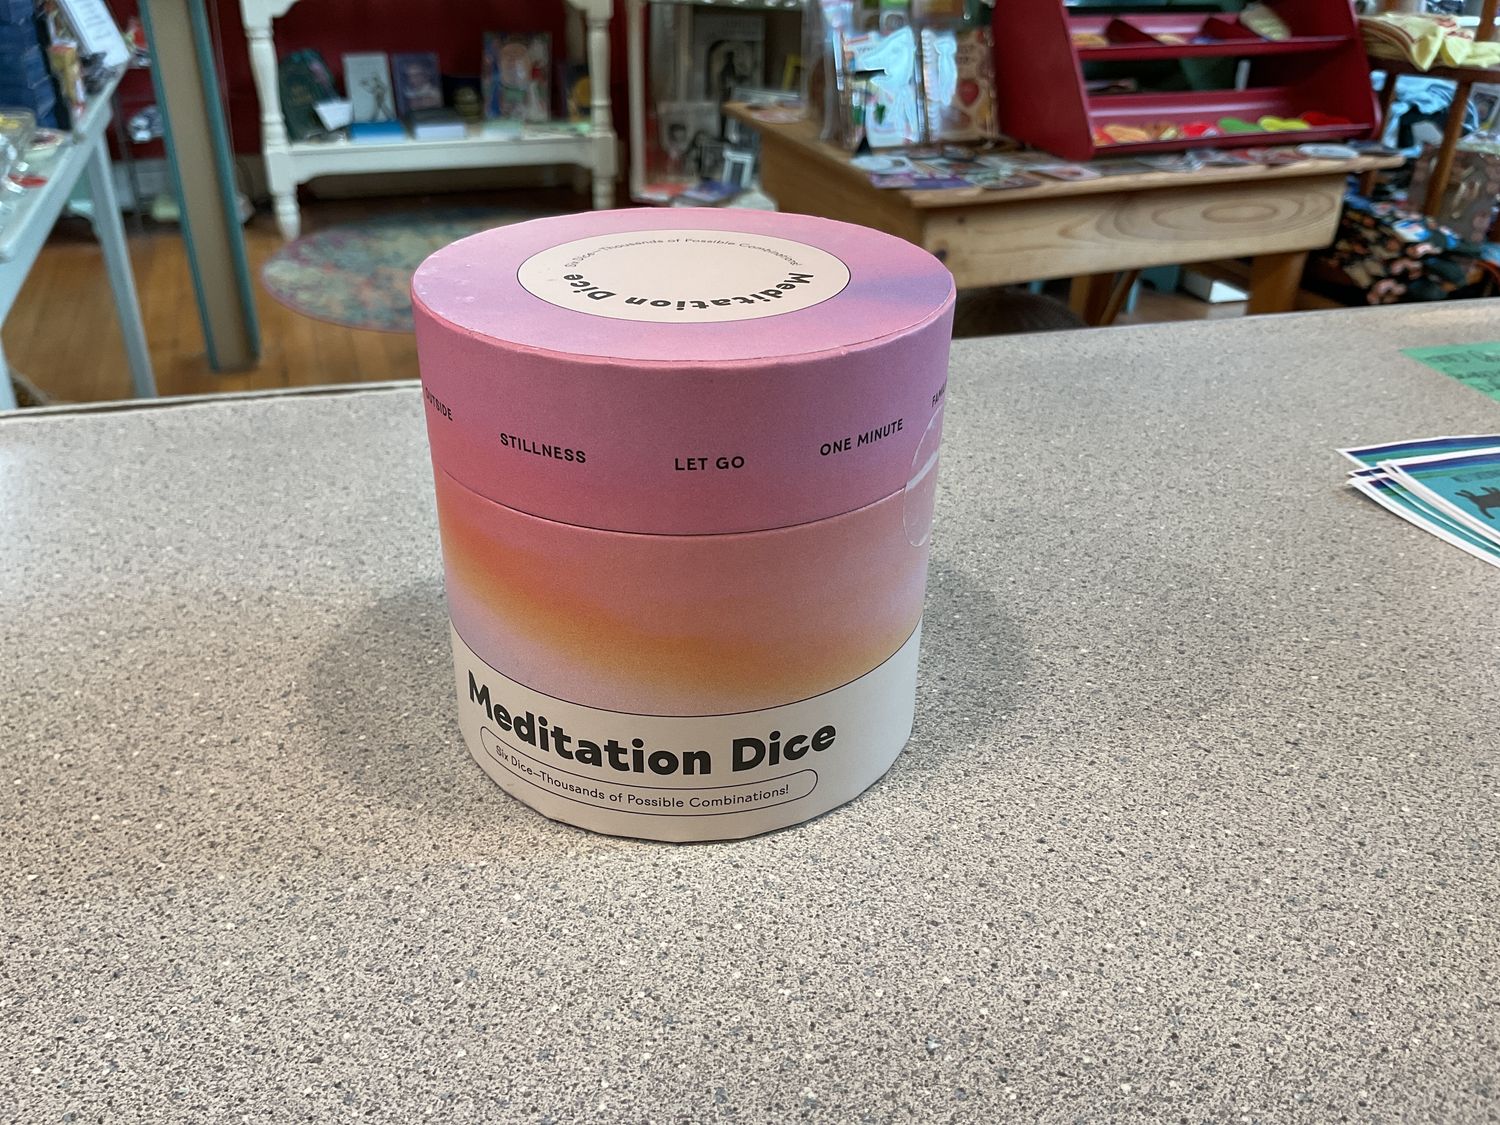 Six Dice—Thousands of Possible Combinations!
Meditation Dice
OUTSIDE
STILLNESS
LET GO
ONE MINUTE
Meditation Dice
Six Dice—Thousands of Possible Combinations!